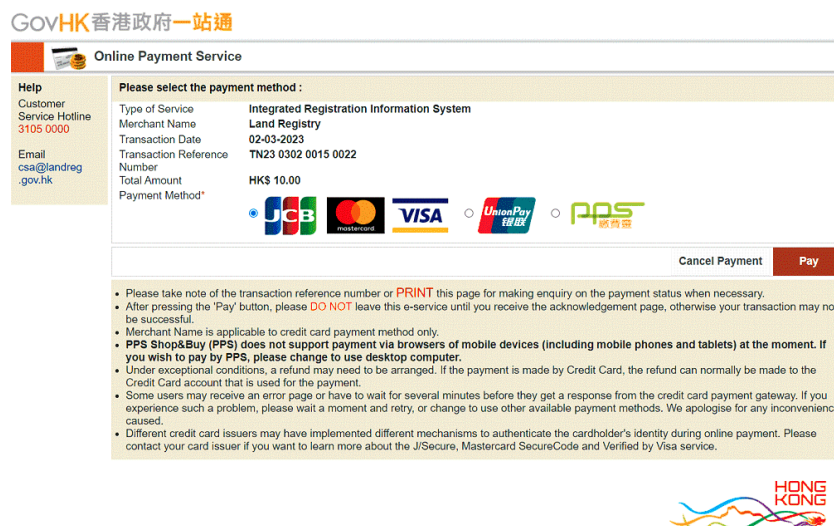 GovHK香港政府一站通
Online Payment Service
Help
Customer
Service Hotline
3105 0000
Email
csa@landreg
.gov.hk
Please select the payment method :
Type of Service Integrated Registration Information System
Merchant Name Land Registry
Transaction Date 02-03-2023
Transaction Reference TN23 0302 0015 0022
Number
Total Amount HK$ 10.00
Payment Method*
JCB mastercard VISA UnionPay 银联 PPS 繳費靈
Cancel Payment Pay
Please take note of the transaction reference number or PRINT this page for making enquiry on the payment status when necessary.
After pressing the 'Pay' button, please DO NOT leave this e-service until you receive the acknowledgement page, otherwise your transaction may no
be successful.
Merchant Name is applicable to credit card payment method only.
PPS Shop&Buy (PPS) does not support payment via browsers of mobile devices (including mobile phones and tablets) at the moment. If
you wish to pay by PPS, please change to use desktop computer.
Under exceptional conditions, a refund may need to be arranged. If the payment is made by Credit Card, the refund can normally be made to the
Credit Card account that is used for the payment.
Some users may receive an error page or have to wait for several minutes before they get a response from the credit card payment gateway. If you
experience such a problem, please wait a moment and retry, or change to use other available payment methods. We apologise for any inconvenienc
caused.
Different credit card issuers may have implemented different mechanisms to authenticate the cardholder's identity during online payment. Please
contact your card issuer if you want to learn more about the J/Secure, Mastercard SecureCode and Verified by Visa service.
HONG
KONG